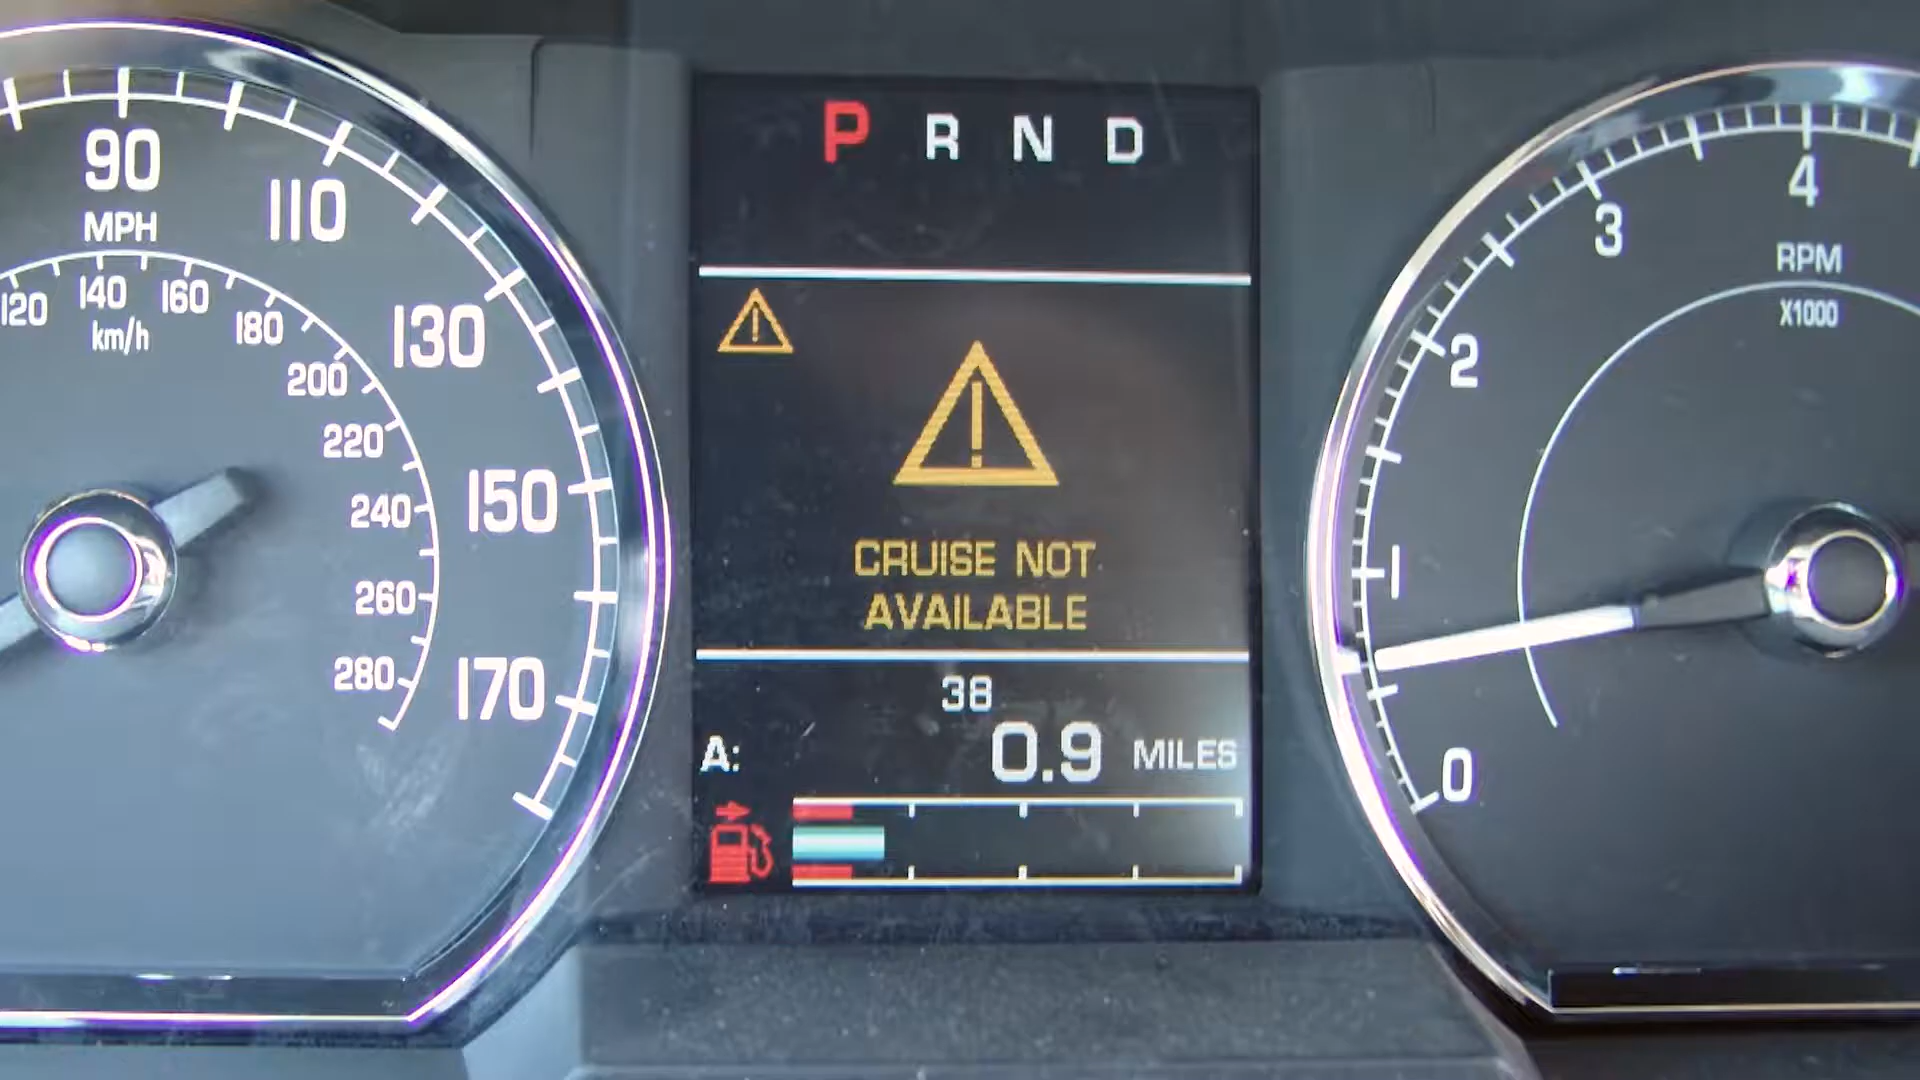 90
MPH
110
130
150
170
120 140 160 180 200 220 240 260 280
km/h
P R N D
CRUISE NOT
AVAILABLE
38
A: 0.9 MILES
4
3
2
1
0
RPM
X1000